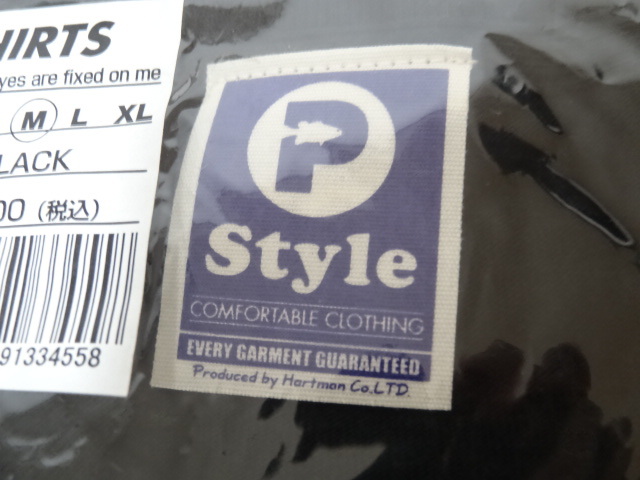 HIRTS
yes are fixed on me
M L XL
LACK
00 (税込)
91334558
P
Style
COMFORTABLE CLOTHING
EVERY GARMENT GUARANTEED
Produced by Hartman Co.LTD.